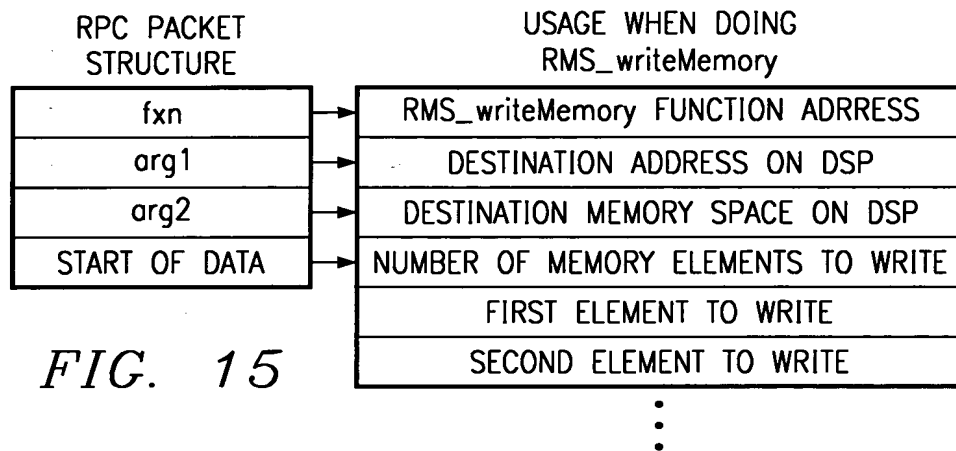 RPC PACKET
STRUCTURE
USAGE WHEN DOING
RMS_writeMemory
fxn
RMS_writeMemory FUNCTION ADRRESS
arg1
DESTINATION ADDRESS ON DSP
arg2
DESTINATION MEMORY SPACE ON DSP
START OF DATA
NUMBER OF MEMORY ELEMENTS TO WRITE
FIRST ELEMENT TO WRITE
SECOND ELEMENT TO WRITE
FIG. 15